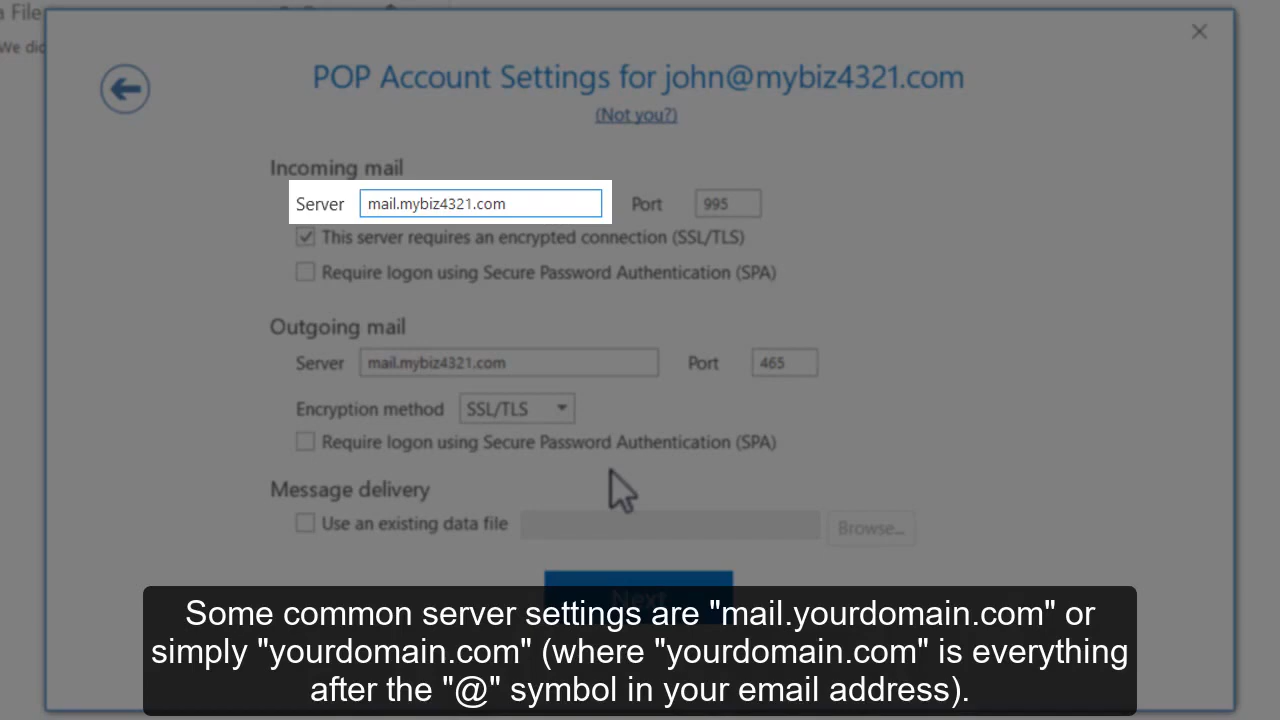 a File
We did
POP Account Settings for john@mybiz4321.com
(Not you?)
Incoming mail
Server mail.mybiz4321.com Port 995
This server requires an encrypted connection (SSL/TLS)
Require logon using Secure Password Authentication (SPA)
Outgoing mail
Server mail.mybiz4321.com Port 465
Encryption method SSL/TLS
Require logon using Secure Password Authentication (SPA)
Message delivery
Use an existing data file Browse...
Next
Some common server settings are "mail.yourdomain.com" or
simply "yourdomain.com" (where "yourdomain.com" is everything
after the "@" symbol in your email address).